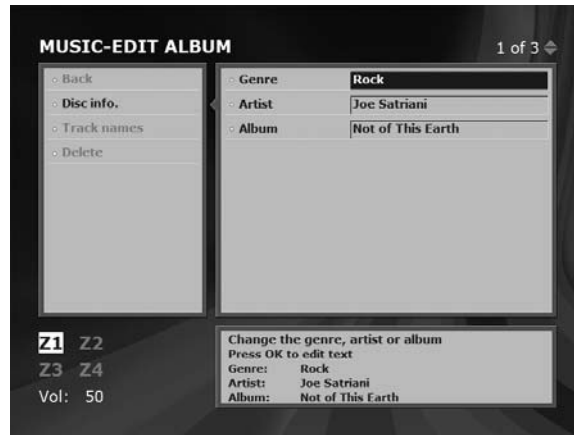 MUSIC-EDIT ALBUM
1 of 3
Back
Disc info.
Track names
Delete
Genre Rock
Artist Joe Satriani
Album Not of This Earth
Z1 Z2
Z3 Z4
Vol: 50
Change the genre, artist or album
Press OK to edit text
Genre: Rock
Artist: Joe Satriani
Album: Not of This Earth